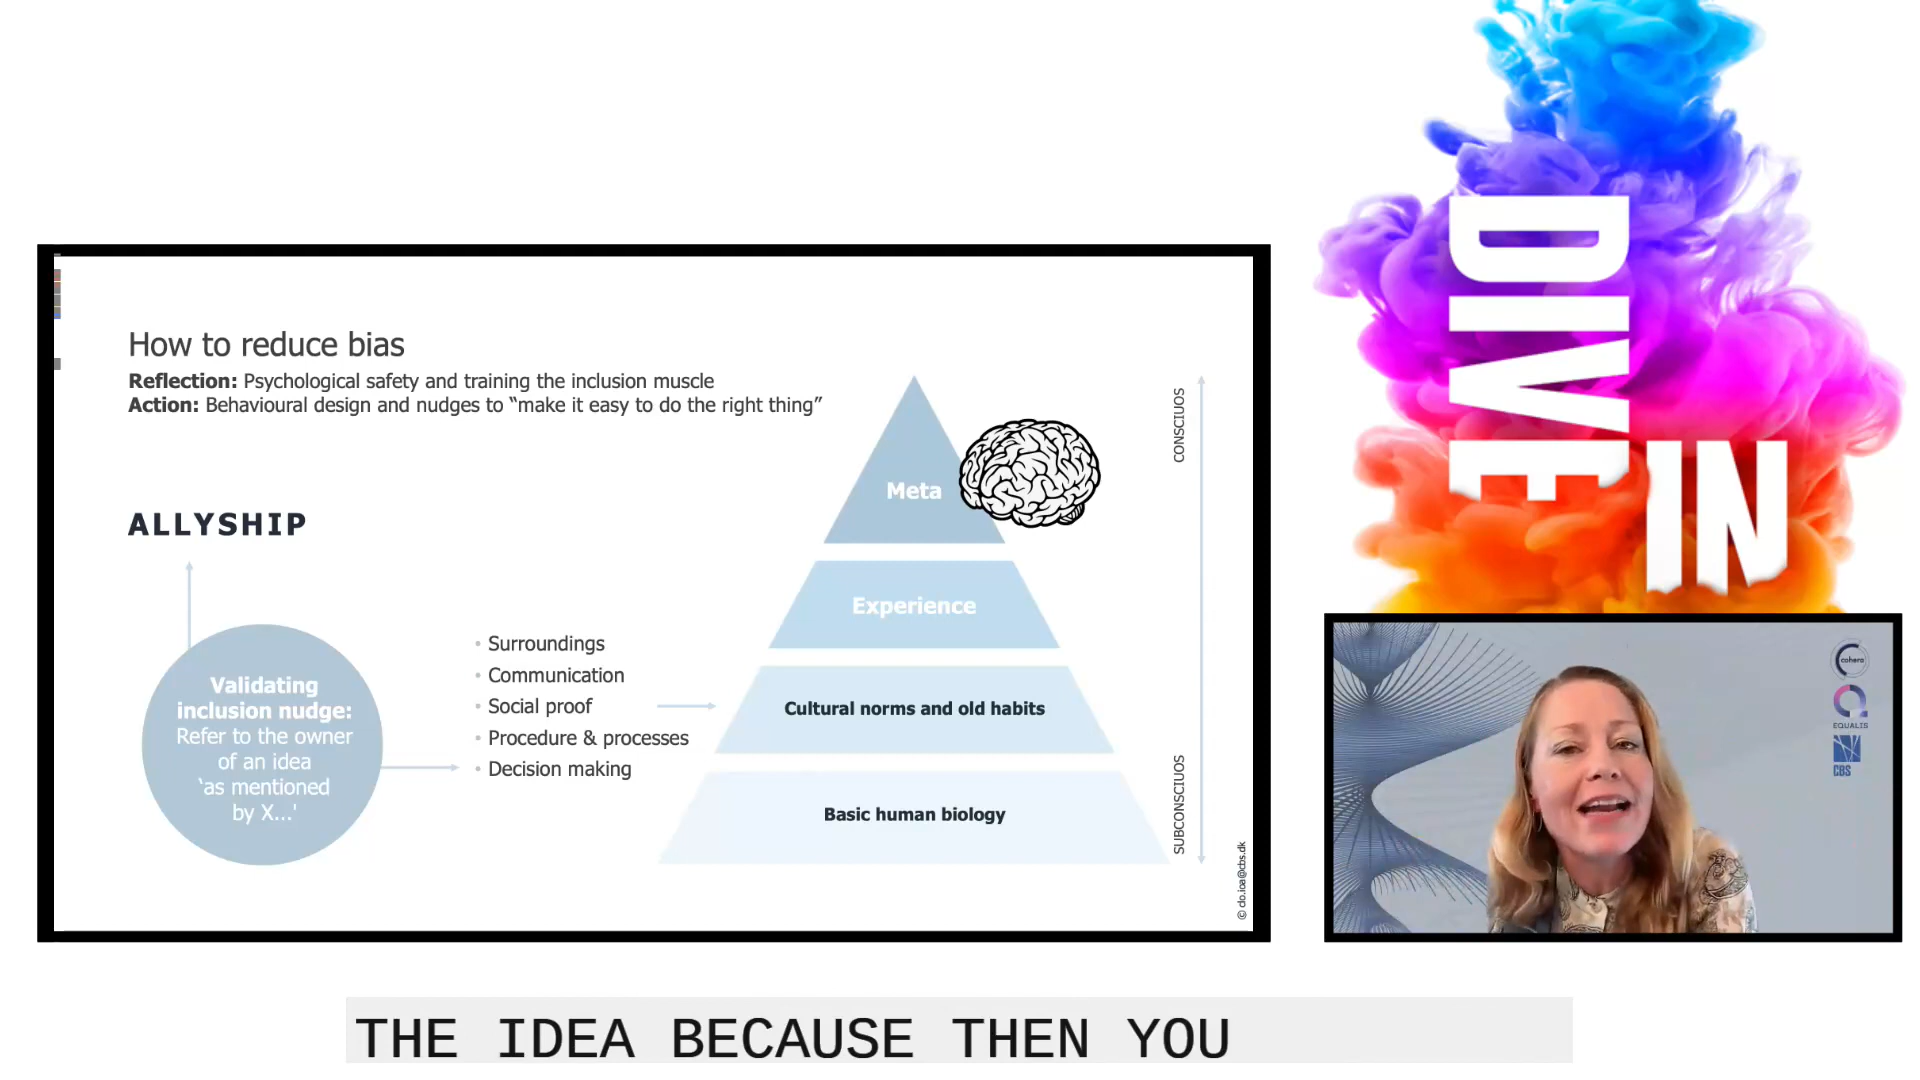 How to reduce bias
Reflection: Psychological safety and training the inclusion muscle
Action: Behavioural design and nudges to “make it easy to do the right thing”
ALLYSHIP
Validating
inclusion nudge:
Refer to the owner
of an idea
‘as mentioned
by X...'
• Surroundings
• Communication
• Social proof
• Procedure & processes
• Decision making
Meta
Experience
Cultural norms and old habits
Basic human biology
CONSCIUOS
SUBCONSCIUOS
© do.ioa@cbs.dk
DIVE
IN
cohero
EQUALIS
CBS
THE IDEA BECAUSE THEN YOU